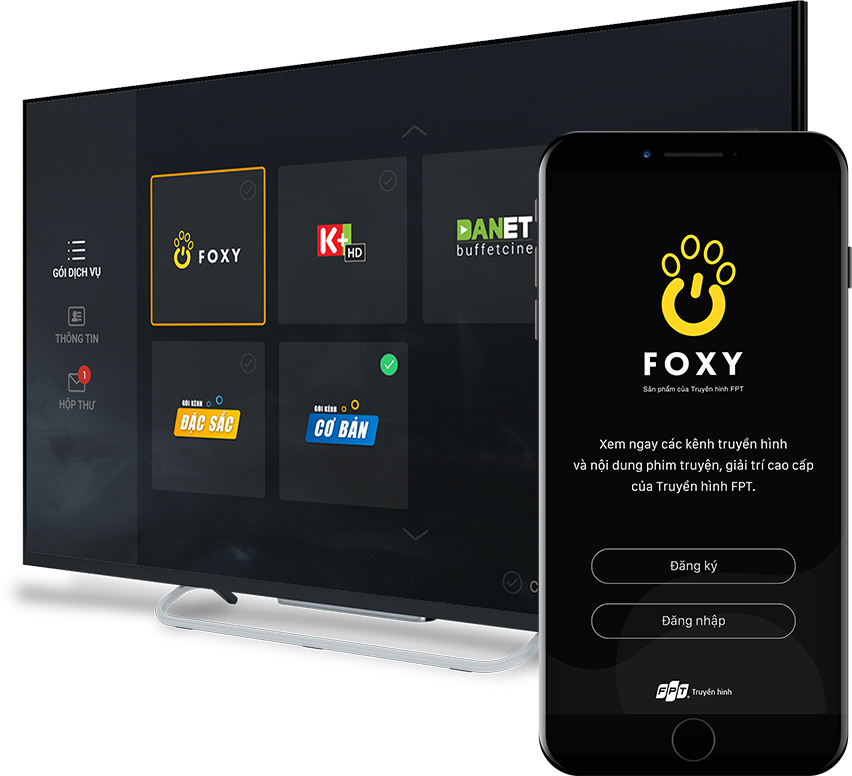 GÓI DỊCH VỤ
THÔNG TIN
1
HỘP THƯ
FOXY
K+
HD
DANET
buffetcine
GÓI KÊNH
ĐẶC SẮC
GÓI KÊNH
CƠ BẢN
C
FOXY
Sản phẩm của Truyền hình FPT
Xem ngay các kênh truyền hình
và nội dung phim truyện, giải trí cao cấp
của Truyền hình FPT.
Đăng ký
Đăng nhập
FPT Truyền hình